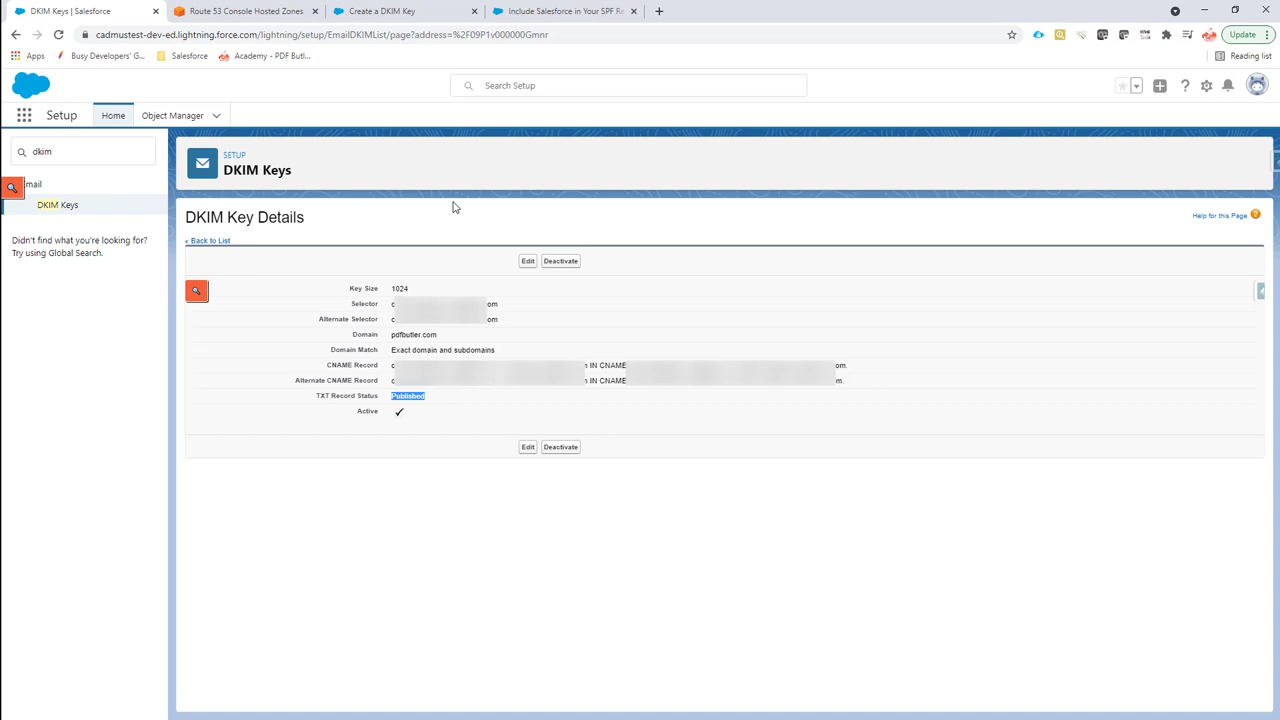 DKIM Keys | Salesforce
Route 53 Console Hosted Zones
Create a DKIM Key
Include Salesforce in Your SPF Re
cadmustest-dev-ed.lightning.force.com/lightning/setup/EmailDKIMList/page?address=%2F09P1v000000Gmnr
Update
Apps
Busy Developers' G...
Salesforce
Academy - PDF Butl...
Reading list
Search Setup
Setup
Home
Object Manager
dkim
mail
DKIM Keys
Didn't find what you're looking for?
Try using Global Search.
SETUP
DKIM Keys
DKIM Key Details
Help for this Page
« Back to List
Edit Deactivate
Key Size 1024
Selector c om
Alternate Selector c om
Domain pdfbutler.com
Domain Match Exact domain and subdomains
CNAME Record c IN CNAME om.
Alternate CNAME Record c IN CNAME m.
TXT Record Status Published
Active
Edit Deactivate